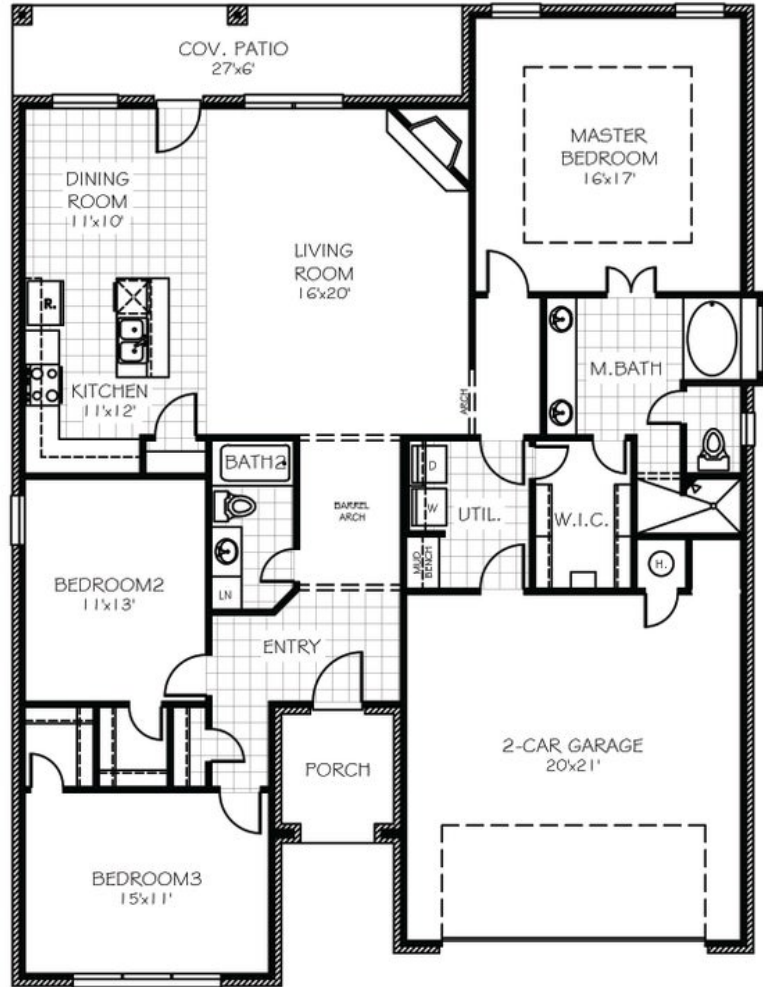 COV. PATIO
27'x6'
MASTER
BEDROOM
16'x17'
DINING
ROOM
11'x10'
LIVING
ROOM
16'x20'
R.
KITCHEN
11'x12'
M.BATH
ARCH
BATH2
D
W
UTIL.
W.I.C.
BARREL
ARCH
MUD
BENCH
H.
BEDROOM2
11'x13'
LN
ENTRY
PORCH
2-CAR GARAGE
20'x21'
BEDROOM3
15'x11'